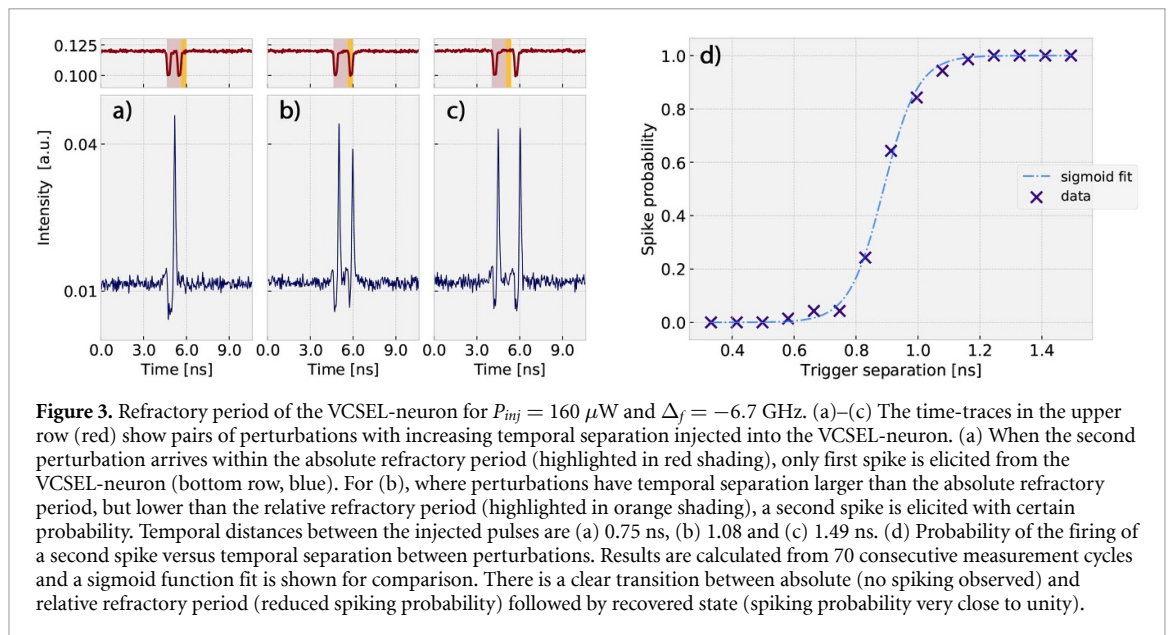 0.125
0.100
a)
b)
c)
0.04
0.01
Intensity [a.u.]
0.0 3.0 6.0 9.0
0.0 3.0 6.0 9.0
0.0 3.0 6.0 9.0
Time [ns]
Time [ns]
Time [ns]
d)
1.0
0.8
0.6
0.4
0.2
0.0
Spike probability
sigmoid fit
data
0.4 0.6 0.8 1.0 1.2 1.4
Trigger separation [ns]
Figure 3. Refractory period of the VCSEL-neuron for Pinj = 160 μW and Δf = −6.7 GHz. (a)–(c) The time-traces in the upper
row (red) show pairs of perturbations with increasing temporal separation injected into the VCSEL-neuron. (a) When the second
perturbation arrives within the absolute refractory period (highlighted in red shading), only first spike is elicited from the
VCSEL-neuron (bottom row, blue). For (b), where perturbations have temporal separation larger than the absolute refractory
period, but lower than the relative refractory period (highlighted in orange shading), a second spike is elicited with certain
probability. Temporal distances between the injected pulses are (a) 0.75 ns, (b) 1.08 and (c) 1.49 ns. (d) Probability of the firing of
a second spike versus temporal separation between perturbations. Results are calculated from 70 consecutive measurement cycles
and a sigmoid function fit is shown for comparison. There is a clear transition between absolute (no spiking observed) and
relative refractory period (reduced spiking probability) followed by recovered state (spiking probability very close to unity).